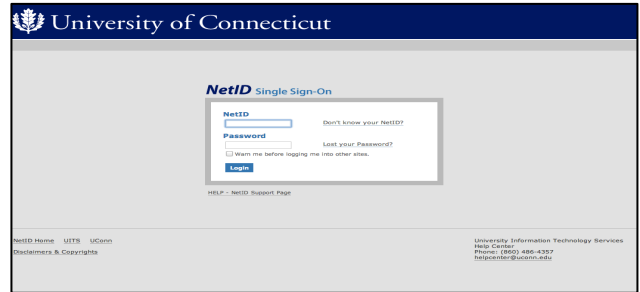 University of Connecticut
NetID Single Sign-On
NetID
Don't know your NetID?
Password
Lost your Password?
Warn me before logging me into other sites.
Login
HELP - NetID Support Page
NetID Home UITS UConn
Disclaimers & Copyrights
University Information Technology Services
Help Center
Phone: (860) 486-4357
helpcenter@uconn.edu